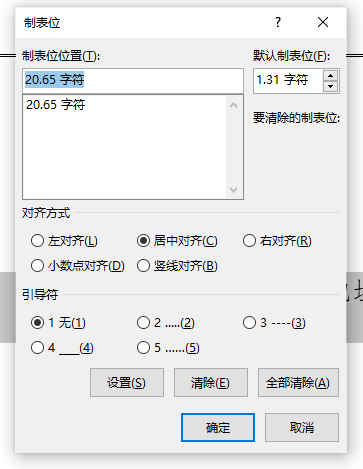 制表位
?
制表位位置(T):
默认制表位(F):
20.65 字符
1.31 字符
20.65 字符
要清除的制表位:
对齐方式
左对齐(L)
居中对齐(C)
右对齐(R)
小数点对齐(D)
竖线对齐(B)
引导符
1 无(1)
2 .....(2)
3 ----(3)
4 ___(4)
5 ......(5)
设置(S)
清除(E)
全部清除(A)
确定
取消